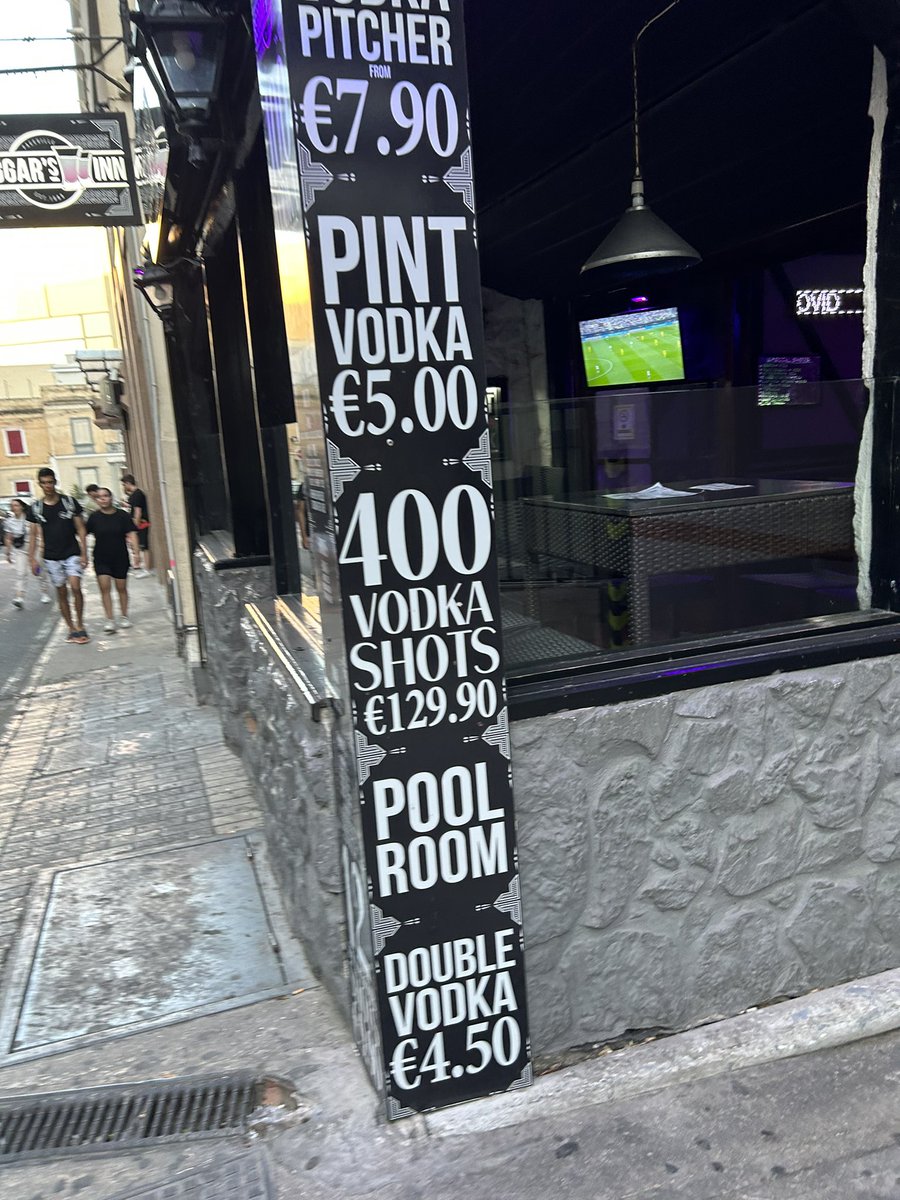 PITCHER
FROM
€7.90
PINT
VODKA
€5.00
400
VODKA
SHOTS
€129.90
POOL
ROOM
DOUBLE
VODKA
€4.50
INN